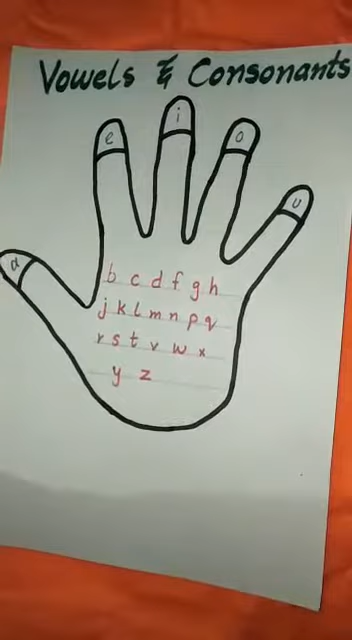 Vowels & Consonants
a e i o u
b c d f g h
j k l m n p q
r s t v w x
y z